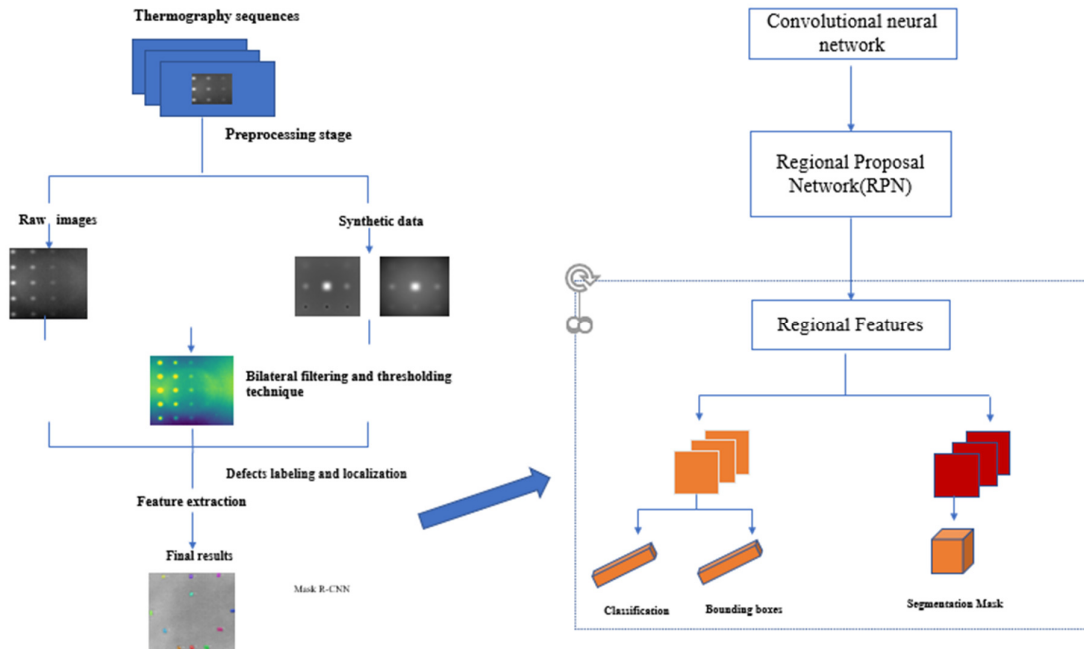 Thermography sequences
Preprocessing stage
Raw images
Synthetic data
Bilateral filtering and thresholding
technique
Defects labeling and localization
Feature extraction
Final results
Mask R-CNN
Convolutional neural
network
Regional Proposal
Network(RPN)
Regional Features
Classification
Bounding boxes
Segmentation Mask